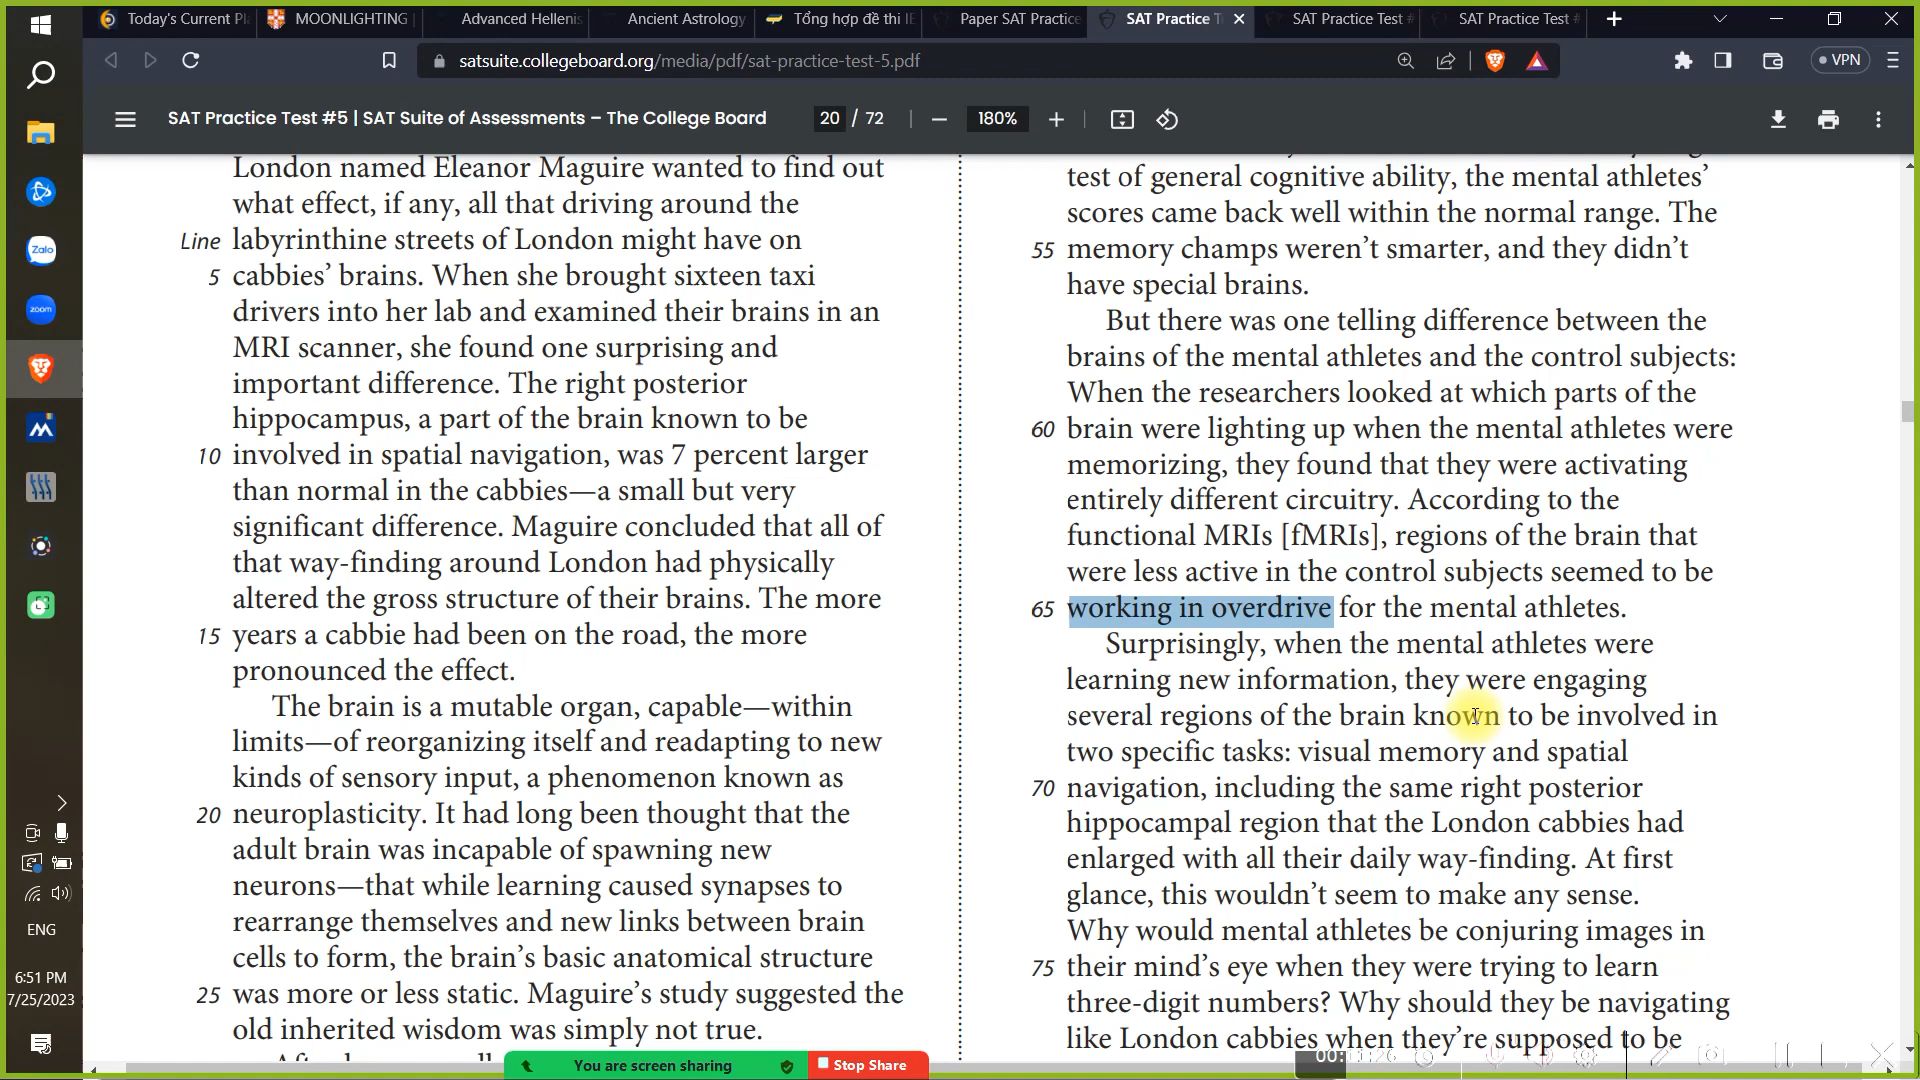 Today's Current Pl
MOONLIGHTING
Advanced Hellenis
Ancient Astrology
Tổng hợp đề thi IE
Paper SAT Practice
SAT Practice T
SAT Practice Test #
SAT Practice Test #
satsuite.collegeboard.org/media/pdf/sat-practice-test-5.pdf
VPN
SAT Practice Test #5 | SAT Suite of Assessments – The College Board
20 / 72
180%
London named Eleanor Maguire wanted to find out
what effect, if any, all that driving around the
Line labyrinthine streets of London might have on
5 cabbies' brains. When she brought sixteen taxi
drivers into her lab and examined their brains in an
MRI scanner, she found one surprising and
important difference. The right posterior
hippocampus, a part of the brain known to be
10 involved in spatial navigation, was 7 percent larger
than normal in the cabbies—a small but very
significant difference. Maguire concluded that all of
that way-finding around London had physically
altered the gross structure of their brains. The more
15 years a cabbie had been on the road, the more
pronounced the effect.
The brain is a mutable organ, capable—within
limits—of reorganizing itself and readapting to new
kinds of sensory input, a phenomenon known as
20 neuroplasticity. It had long been thought that the
adult brain was incapable of spawning new
neurons—that while learning caused synapses to
rearrange themselves and new links between brain
cells to form, the brain's basic anatomical structure
25 was more or less static. Maguire's study suggested the
old inherited wisdom was simply not true.
test of general cognitive ability, the mental athletes'
scores came back well within the normal range. The
55 memory champs weren't smarter, and they didn't
have special brains.
But there was one telling difference between the
brains of the mental athletes and the control subjects:
When the researchers looked at which parts of the
60 brain were lighting up when the mental athletes were
memorizing, they found that they were activating
entirely different circuitry. According to the
functional MRIs [fMRIs], regions of the brain that
were less active in the control subjects seemed to be
65 working in overdrive for the mental athletes.
Surprisingly, when the mental athletes were
learning new information, they were engaging
several regions of the brain known to be involved in
two specific tasks: visual memory and spatial
70 navigation, including the same right posterior
hippocampal region that the London cabbies had
enlarged with all their daily way-finding. At first
glance, this wouldn't seem to make any sense.
Why would mental athletes be conjuring images in
75 their mind's eye when they were trying to learn
three-digit numbers? Why should they be navigating
like London cabbies when they're supposed to be
Zalo
zoom
ENG
6:51 PM
7/25/2023
You are screen sharing
Stop Share